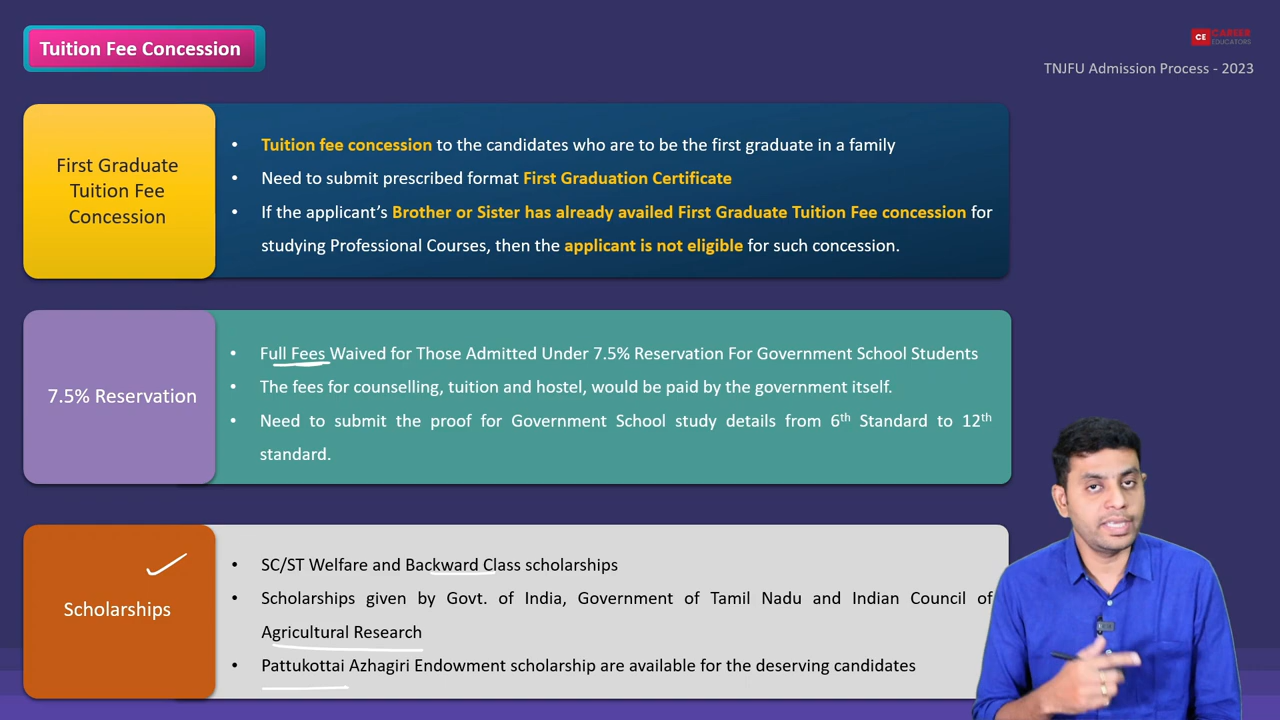 Tuition Fee Concession
CE CAREER
EDUCATORS
TNJFU Admission Process - 2023
First Graduate
Tuition Fee
Concession
• Tuition fee concession to the candidates who are to be the first graduate in a family
• Need to submit prescribed format First Graduation Certificate
• If the applicant's Brother or Sister has already availed First Graduate Tuition Fee concession for
studying Professional Courses, then the applicant is not eligible for such concession.
7.5% Reservation
• Full Fees Waived for Those Admitted Under 7.5% Reservation For Government School Students
• The fees for counselling, tuition and hostel, would be paid by the government itself.
• Need to submit the proof for Government School study details from 6th Standard to 12th
standard.
Scholarships
• SC/ST Welfare and Backward Class scholarships
• Scholarships given by Govt. of India, Government of Tamil Nadu and Indian Council of
Agricultural Research
• Pattukottai Azhagiri Endowment scholarship are available for the deserving candidates